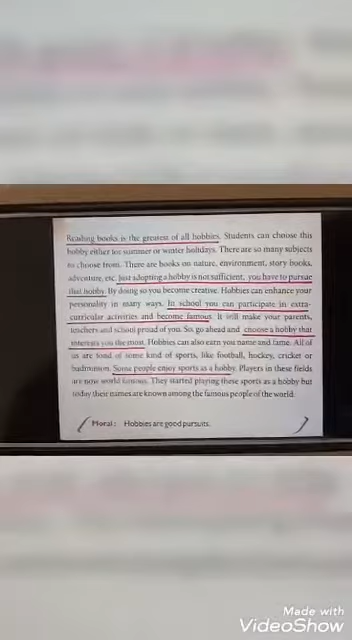 Reading books is the greatest of all hobbies. Students can choose this
hobby either for summer or winter holidays. There are so many subjects
to choose from. There are books on nature, environment, story books,
adventure, etc. Just adopting a hobby is not sufficient, you have to pursue
that hobby. By doing so you become creative. Hobbies can enhance your
personality in many ways. In school you can participate in extra-
curricular activities and become famous. It will make your parents,
teachers and school proud of you. So, go ahead and choose a hobby that
interests you the most. Hobbies can also earn you name and fame. All of
us are fond of some kind of sports, like football, hockey, cricket or
badminton. Some people enjoy sports as a hobby. Players in these fields
are now world famous. They started playing these sports as a hobby but
today their names are known among the famous people of the world.
Moral: Hobbies are good pursuits.
Made with
VideoShow